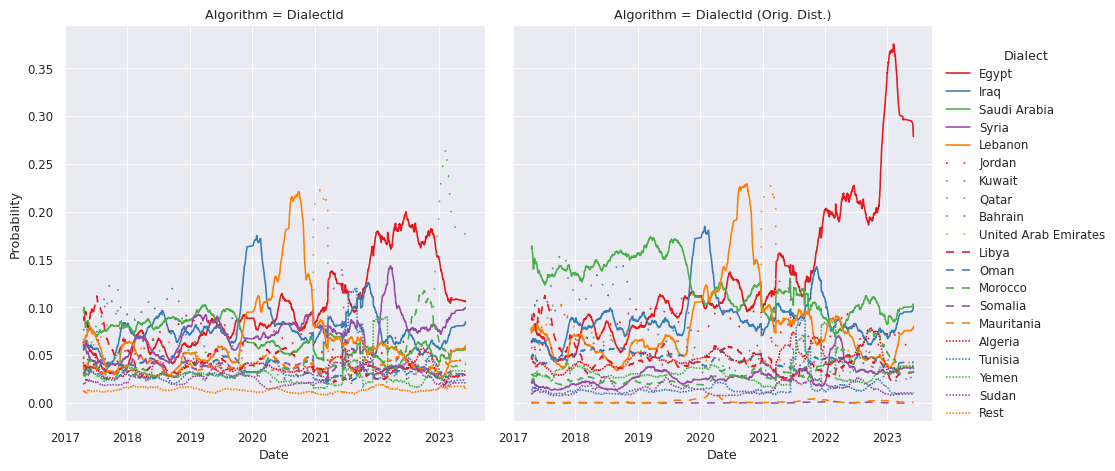 Algorithm = DialectId
Algorithm = DialectId (Orig. Dist.)
Probability
0.35
0.30
0.25
0.20
0.15
0.10
0.05
0.00
2017 2018 2019 2020 2021 2022 2023
Date
2017 2018 2019 2020 2021 2022 2023
Date
Dialect
Egypt
Iraq
Saudi Arabia
Syria
Lebanon
Jordan
Kuwait
Qatar
Bahrain
United Arab Emirates
Libya
Oman
Morocco
Somalia
Mauritania
Algeria
Tunisia
Yemen
Sudan
Rest